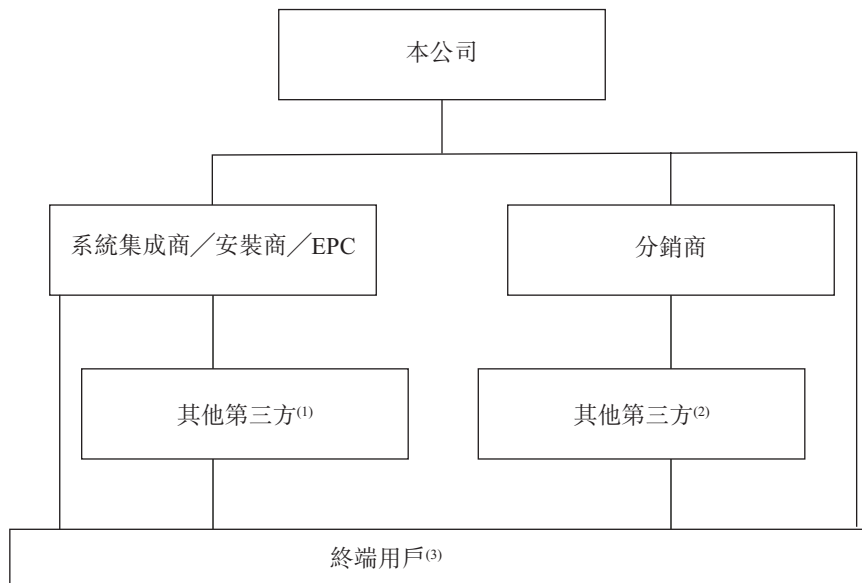 本公司
系統集成商／安裝商／EPC
分銷商
其他第三方(1)
其他第三方(2)
終端用戶(3)